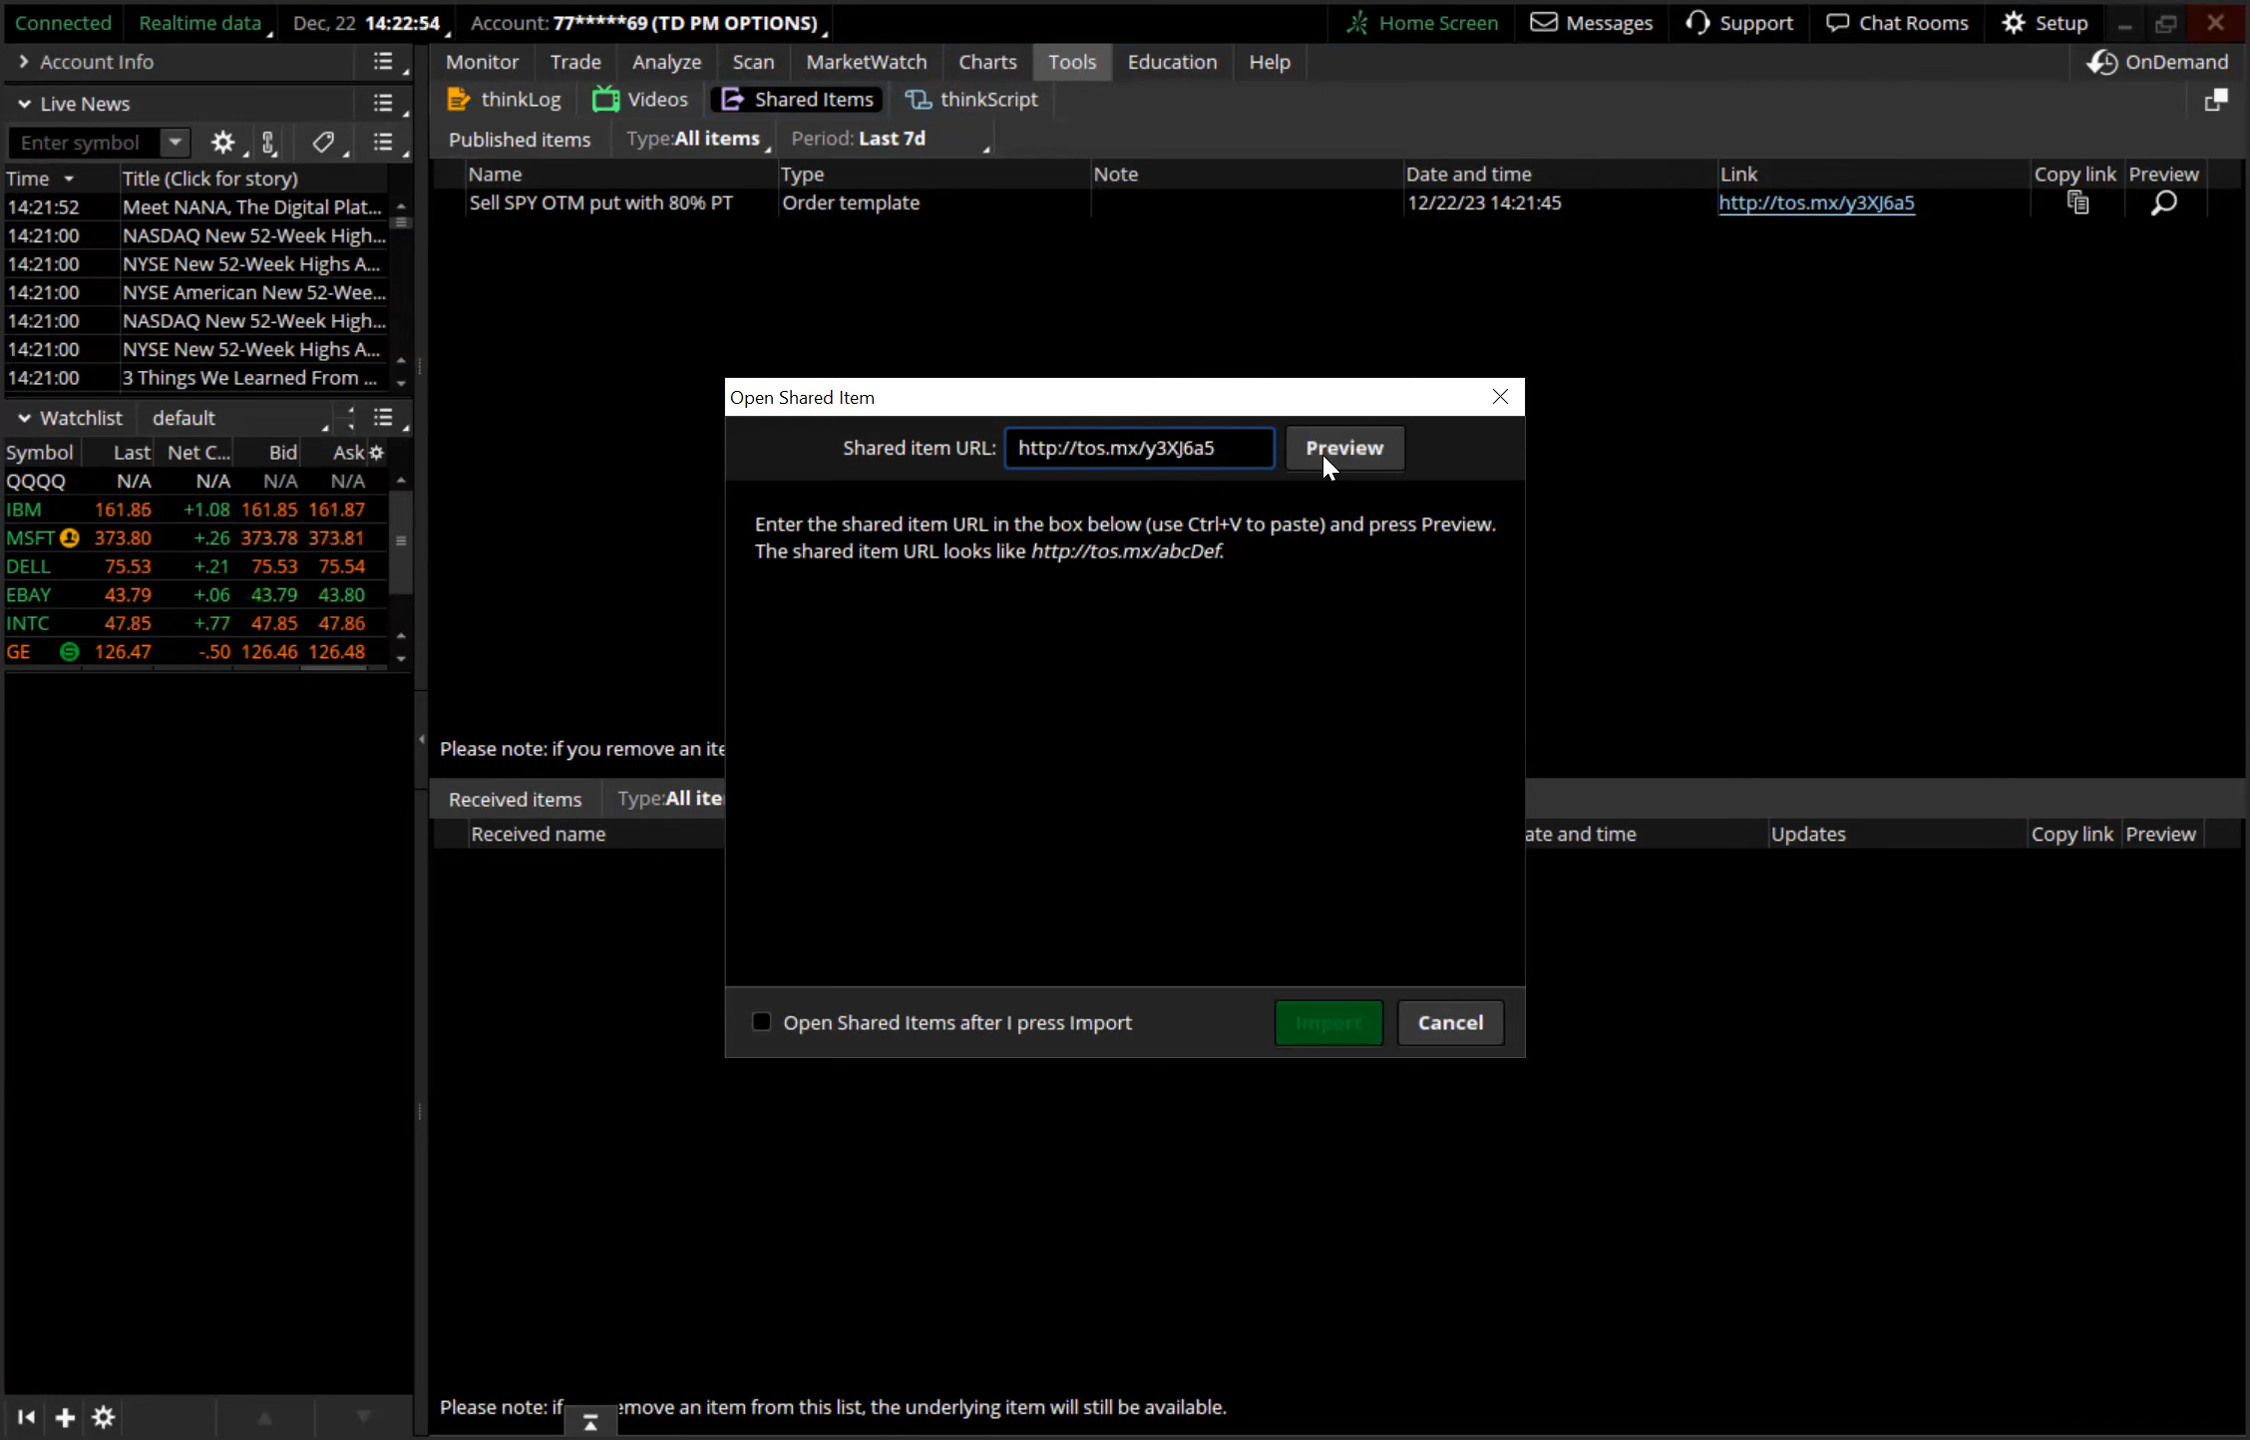 Connected Realtime data Dec, 22 14:22:54 Account: 77*****69 (TD PM OPTIONS) Home Screen Messages Support Chat Rooms Setup
Account Info
Monitor Trade Analyze Scan MarketWatch Charts Tools Education Help OnDemand
Live News
thinkLog Videos Shared Items thinkScript
Enter symbol
Published items Type: All items Period: Last 7d
Time Title (Click for story)
14:21:52 Meet NANA, The Digital Plat...
14:21:00 NASDAQ New 52-Week High...
14:21:00 NYSE New 52-Week Highs A...
14:21:00 NYSE American New 52-Wee...
14:21:00 NASDAQ New 52-Week High...
14:21:00 NYSE New 52-Week Highs A...
14:21:00 3 Things We Learned From ...
Name Type Note Date and time Link Copy link Preview
Sell SPY OTM put with 80% PT Order template 12/22/23 14:21:45 http://tos.mx/y3XJ6a5
Watchlist default
Symbol Last Net C... Bid Ask
QQQQ N/A N/A N/A N/A
IBM 161.86 +1.08 161.85 161.87
MSFT 373.80 +.26 373.78 373.81
DELL 75.53 +.21 75.53 75.54
EBAY 43.79 +.06 43.79 43.80
INTC 47.85 +.77 47.85 47.86
GE 126.47 -.50 126.46 126.48
Open Shared Item
Shared item URL: http://tos.mx/y3XJ6a5 Preview
Enter the shared item URL in the box below (use Ctrl+V to paste) and press Preview.
The shared item URL looks like http://tos.mx/abcDef.
Open Shared Items after I press Import Import Cancel
Please note: if you remove an ite
Received items Type: All ite
Received name ate and time Updates Copy link Preview
Please note: if emove an item from this list, the underlying item will still be available.